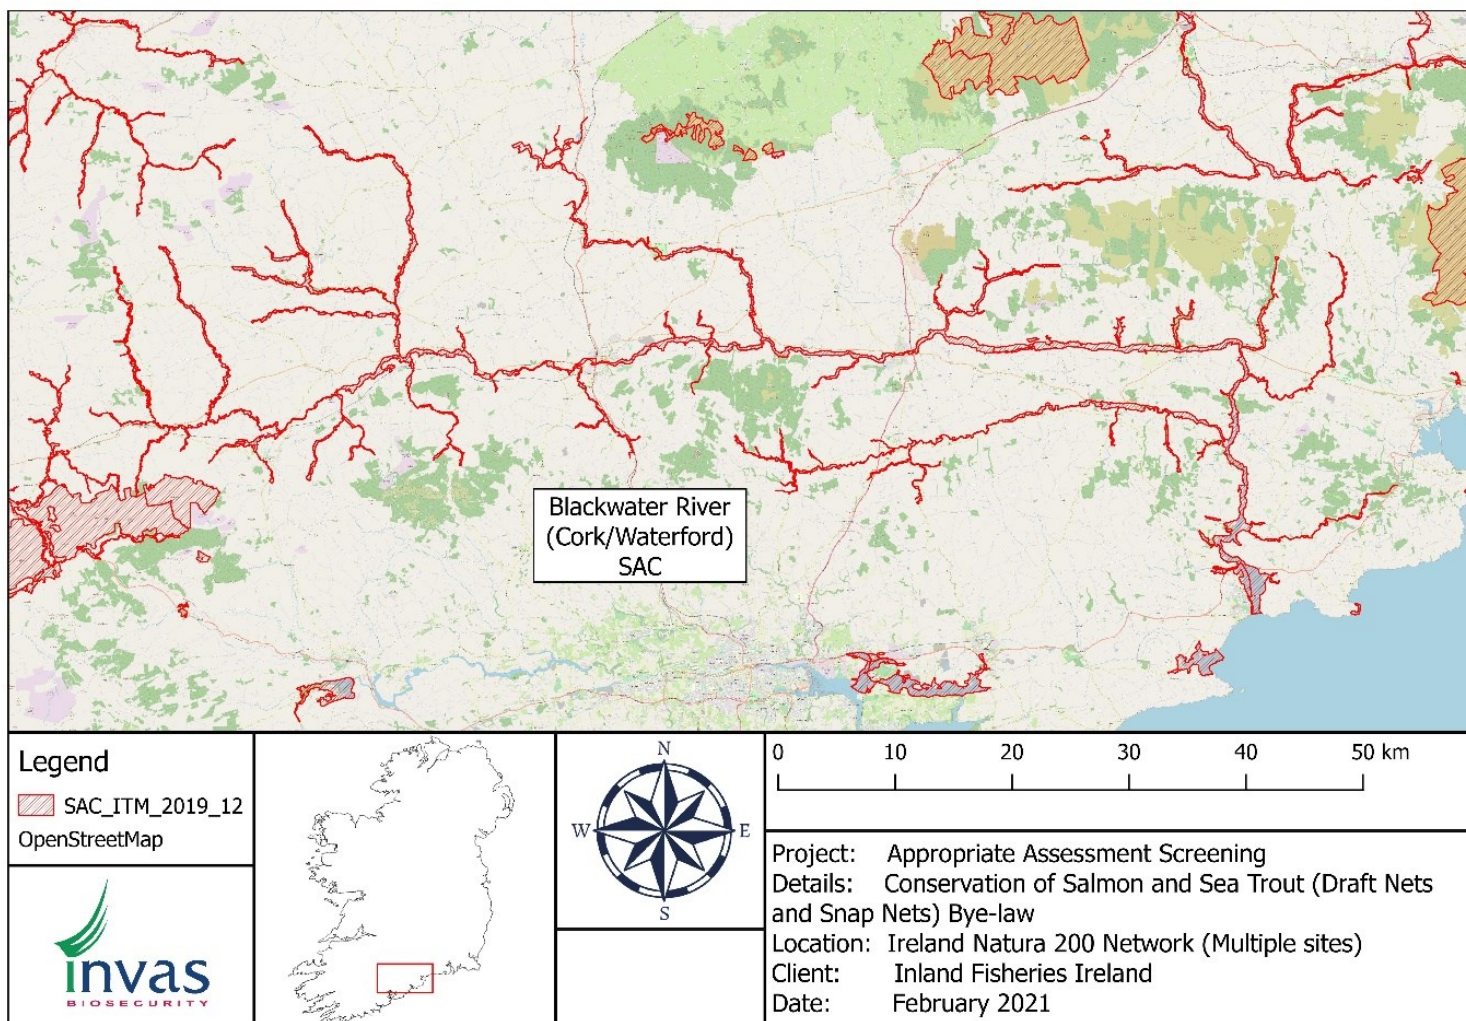 Blackwater River
(Cork/Waterford)
SAC
Legend
SAC_ITM_2019_12
OpenStreetMap
invas
BIOSECURITY
N
W
E
S
0 10 20 30 40 50 km
Project: Appropriate Assessment Screening
Details: Conservation of Salmon and Sea Trout (Draft Nets
and Snap Nets) Bye-law
Location: Ireland Natura 200 Network (Multiple sites)
Client: Inland Fisheries Ireland
Date: February 2021